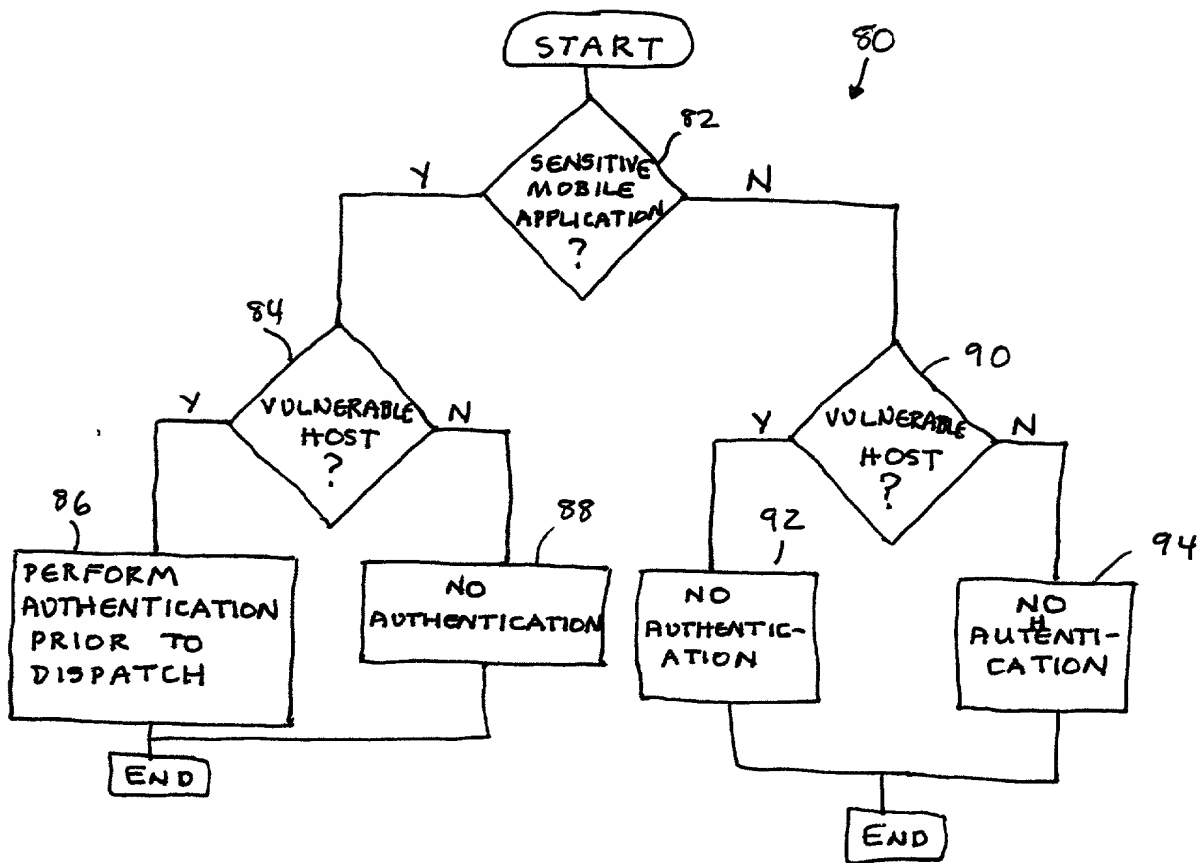 START
80
82
SENSITIVE
MOBILE
APPLICATION
?
Y
N
84
VULNERABLE
HOST
?
Y
N
90
VULNERABLE
HOST
?
Y
N
86
PERFORM
AUTHENTICATION
PRIOR TO
DISPATCH
88
NO
AUTHENTICATION
92
NO
AUTHENTIC-
ATION
94
NO
H
AUTENTI-
CATION
END
END